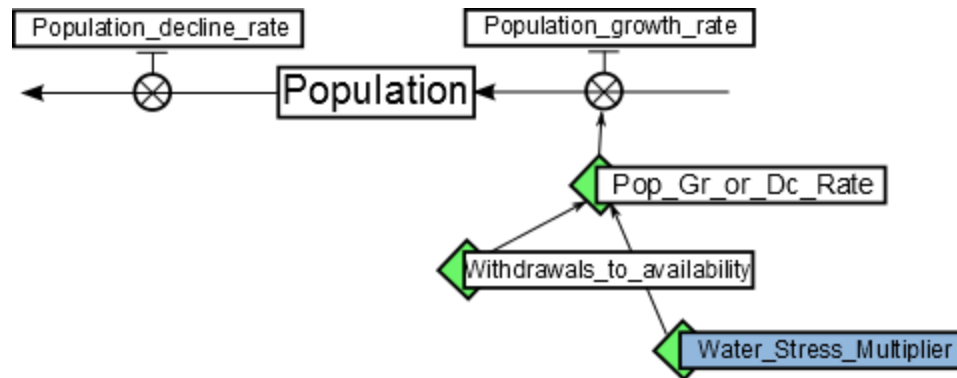 Population_decline_rate
Population_growth_rate
Population
Pop_Gr_or_Dc_Rate
Withdrawals_to_availability
Water_Stress_Multiplier